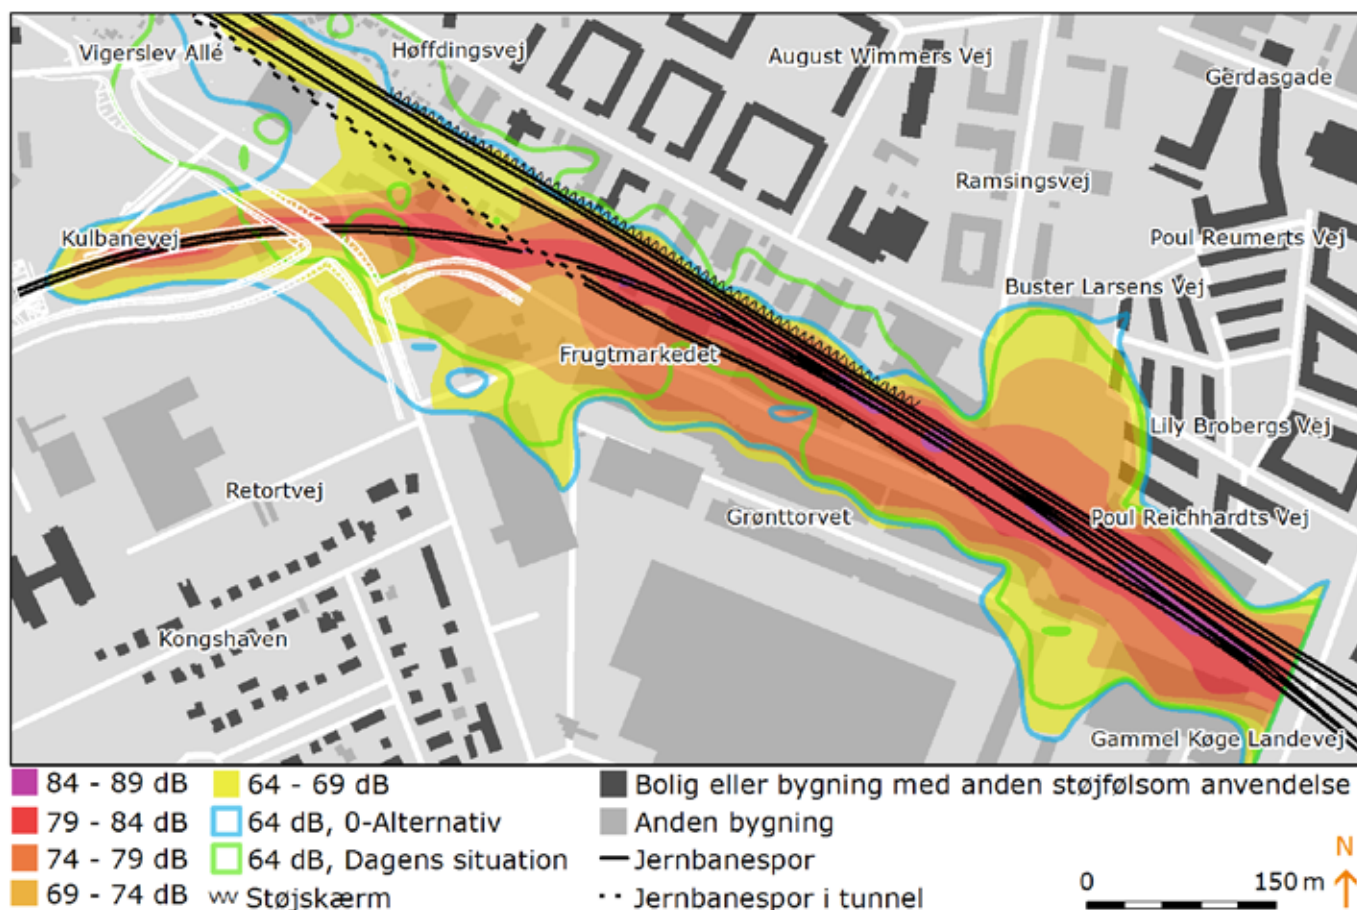 Vigerslev Allé
Høffdingsvej
August Wimmers Vej
Gerdasgade
Ramsingsvej
Kulbanevej
Poul Reumerts Vej
Buster Larsens Vej
Frugtmarkedet
Lily Brobergs Vej
Retortvej
Grønttorvet
Poul Reichhardts Vej
Kongshaven
Gammel Køge Landevej
84 - 89 dB
79 - 84 dB
74 - 79 dB
69 - 74 dB
64 - 69 dB
64 dB, 0-Alternativ
64 dB, Dagens situation
Støjskærm
Bolig eller bygning med anden støjfølsom anvendelse
Anden bygning
Jernbanespor
Jernbanespor i tunnel
0 150 m
N